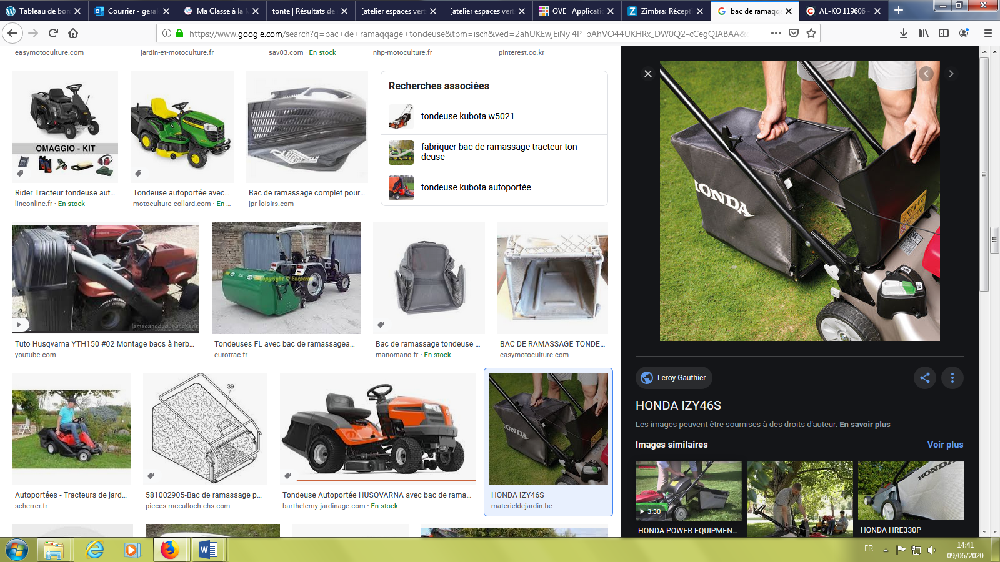 Tableau de bor
Courrier - geral
Ma Classe à la M
tonte | Résultats de
[atelier espaces vert
[atelier espaces vert
OVE | Applicatio
Zimbra: Récepti
bac de ramaqqa
AL-KO 119606 -
https://www.google.com/search?q=bac+de+ramaqqage+tondeuse&tbm=isch&ved=2ahUKEwjEiNyi4PTpAhVO44UKHRx_DW0Q2-cCegQIABAA&
easymotoculture.com
jardin-et-motoculture.fr
sav03.com · En stock
nhp-motoculture.fr
pinterest.co.kr
OMAGGIO - KIT
Rider Tracteur tondeuse aut...
lineonline.fr · En stock
Tondeuse autoportée avec...
motoculture-collard.com · En ...
Bac de ramassage complet pour...
jpr-loisirs.com
Recherches associées
tondeuse kubota w5021
fabriquer bac de ramassage tracteur ton-
deuse
tondeuse kubota autoportée
lemecanodudimanche.fr
Copyright © Eurotrac
Tuto Husqvarna YTH150 #02 Montage bacs à herb...
youtube.com
Tondeuses FL avec bac de ramassagea...
eurotrac.fr
Bac de ramassage tondeuse ...
manomano.fr · En stock
BAC DE RAMASSAGE TONDE...
easymotoculture.com
39
HONDA
Autoportées - Tracteurs de jard...
scherrer.fr
581002905-Bac de ramassage p...
pieces-mcculloch-chs.com
Tondeuse Autoportée HUSQVARNA avec bac de rama...
barthelemy-jardinage.com · En stock
HONDA IZY46S
materieldejardin.be
HONDA
Leroy Gauthier
HONDA IZY46S
Les images peuvent être soumises à des droits d'auteur. En savoir plus
Images similaires
Voir plus
3:30
HONDA
HONDA POWER EQUIPMEN...
HONDA HRE330P
FR
14:41
09/06/2020